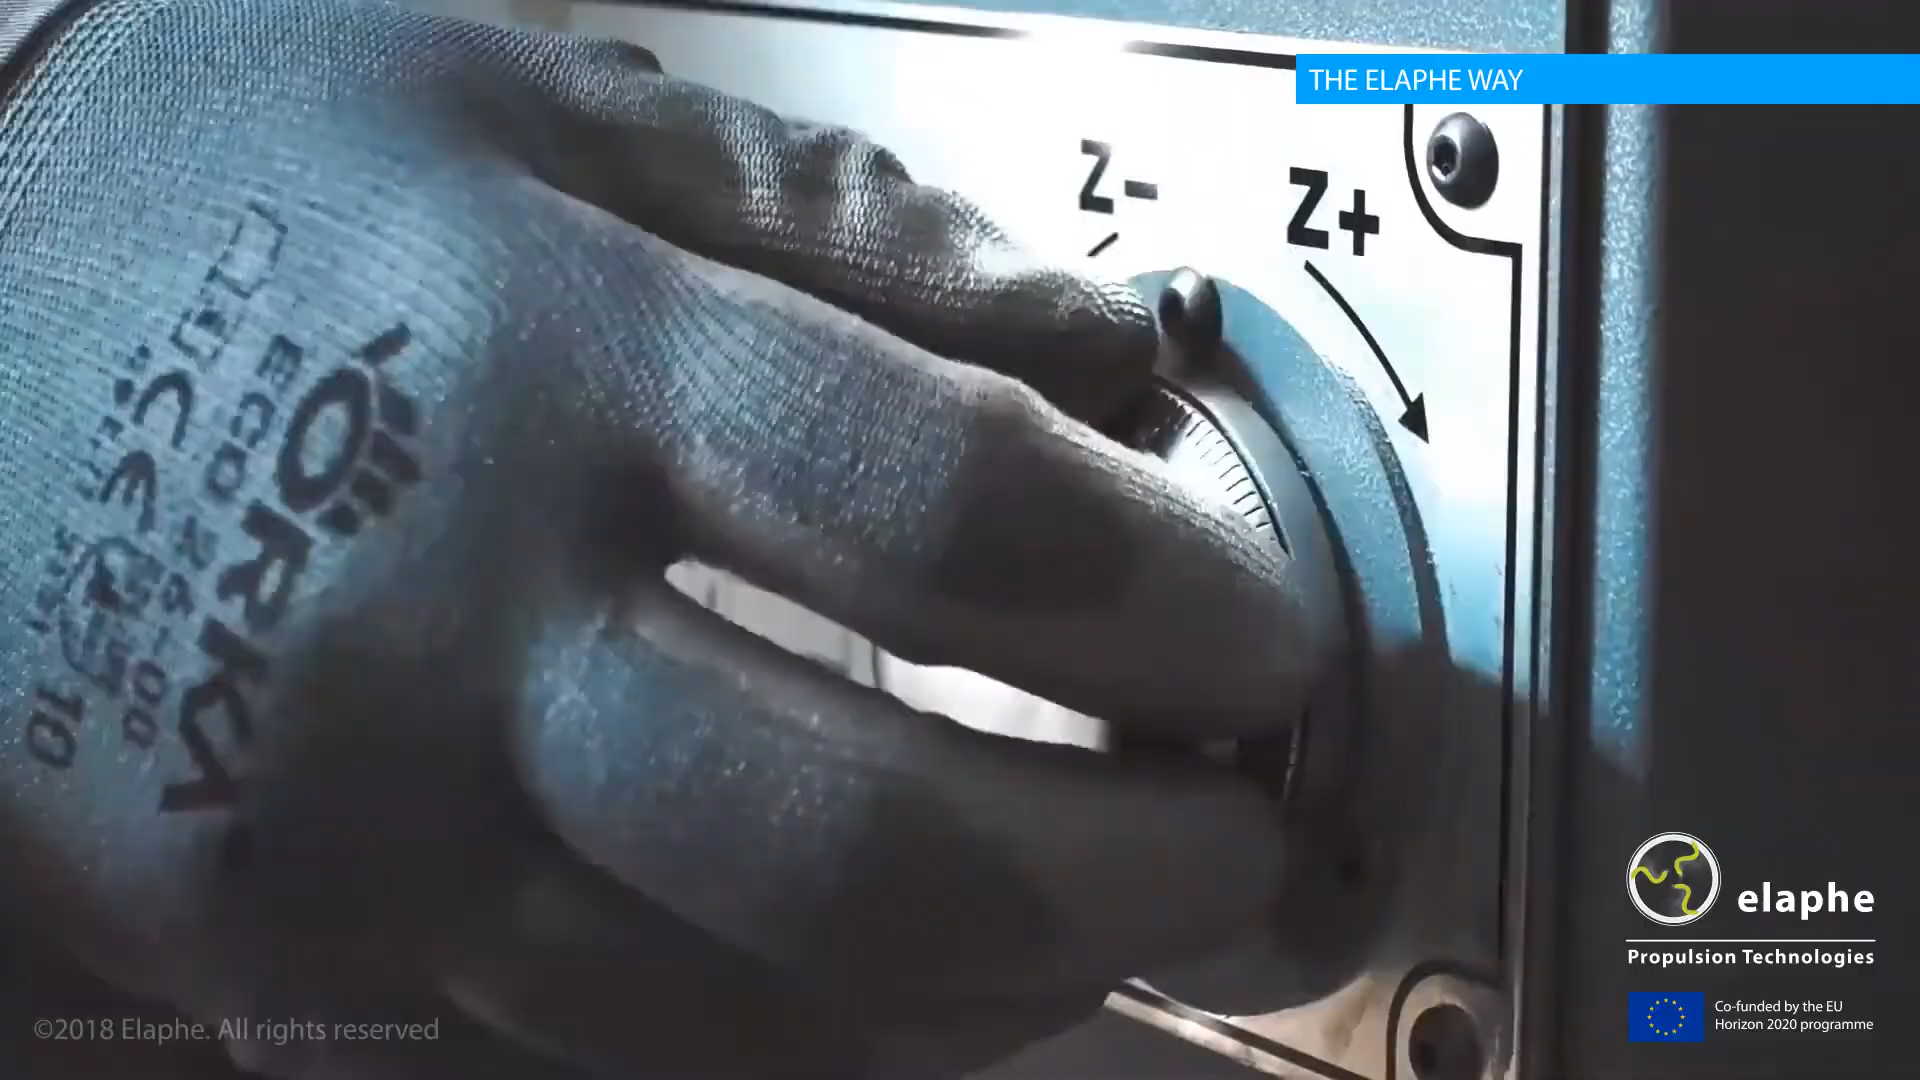 THE ELAPHE WAY
Z-
Z+
10
elaphe
Propulsion Technologies
Co-funded by the EU
Horizon 2020 programme
©2018 Elaphe. All rights reserved